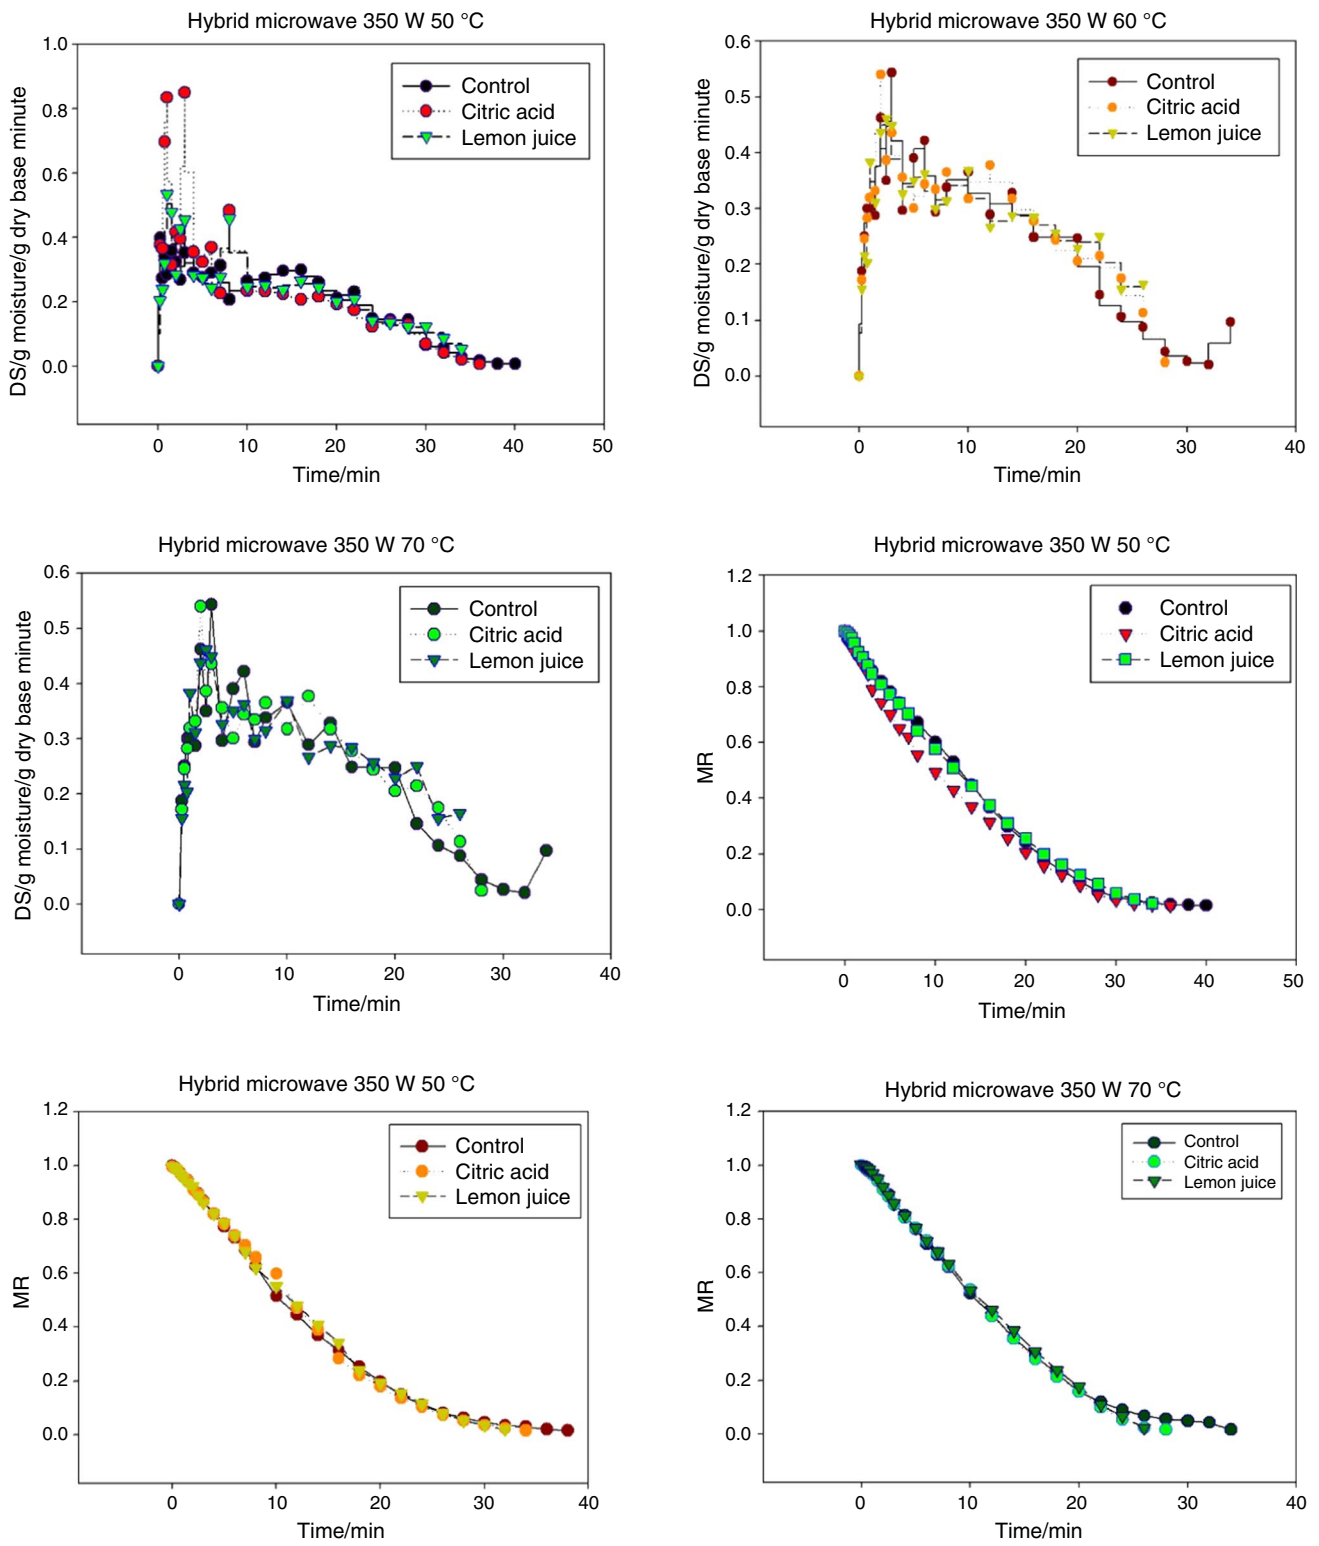 Hybrid microwave 350 W 50 °C
DS/g moisture/g dry base minute
1.0
0.8
0.6
0.4
0.2
0.0
Control
Citric acid
Lemon juice
0 10 20 30 40 50
Time/min
Hybrid microwave 350 W 60 °C
DS/g moisture/g dry base minute
0.6
0.5
0.4
0.3
0.2
0.1
0.0
Control
Citric acid
Lemon juice
0 10 20 30 40
Time/min
Hybrid microwave 350 W 70 °C
DS/g moisture/g dry base minute
0.6
0.5
0.4
0.3
0.2
0.1
0.0
Control
Citric acid
Lemon juice
0 10 20 30 40
Time/min
Hybrid microwave 350 W 50 °C
MR
1.2
1.0
0.8
0.6
0.4
0.2
0.0
Control
Citric acid
Lemon juice
0 10 20 30 40 50
Time/min
Hybrid microwave 350 W 50 °C
MR
1.2
1.0
0.8
0.6
0.4
0.2
0.0
Control
Citric acid
Lemon juice
0 10 20 30 40
Time/min
Hybrid microwave 350 W 70 °C
MR
1.2
1.0
0.8
0.6
0.4
0.2
0.0
Control
Citric acid
Lemon juice
0 10 20 30 40
Time/min